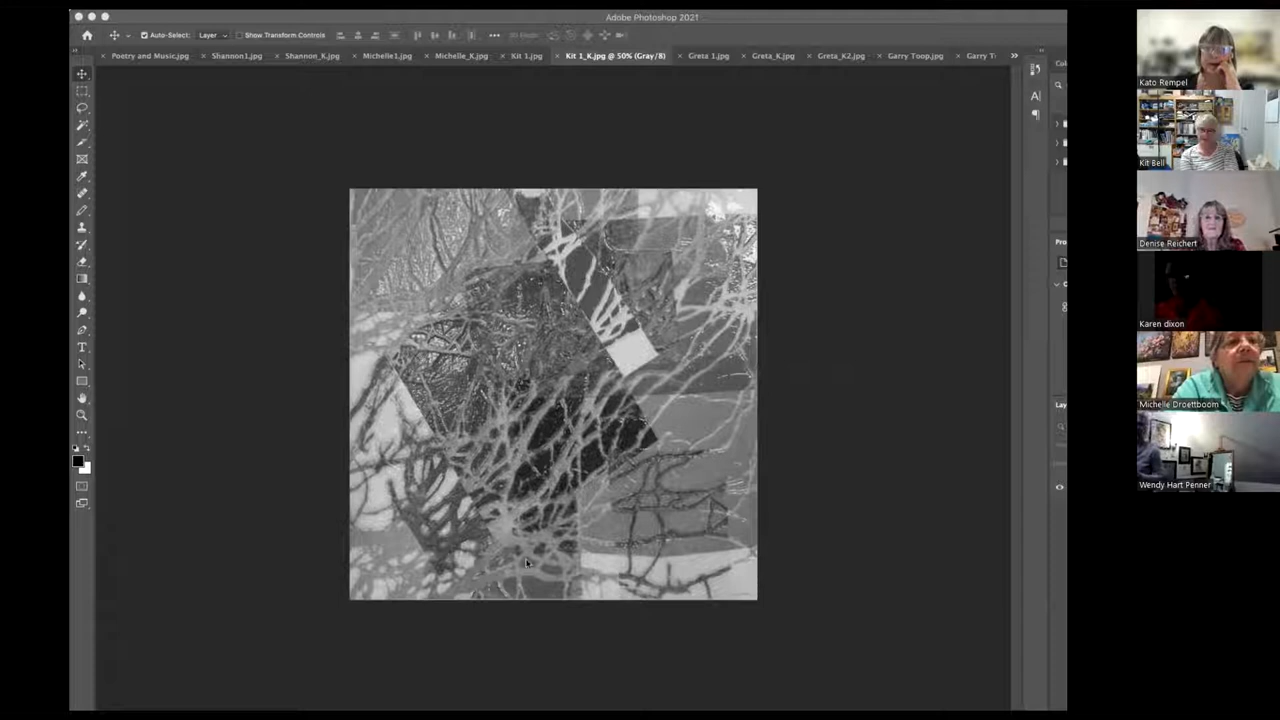 Adobe Photoshop 2021
Auto-Select: Layer Show Transform Controls
Poetry and Music.jpg Shannon1.jpg Shannon_K.jpg Michelle1.jpg Michelle_K.jpg Kit 1.jpg Kit 1_K.jpg @ 50% (Gray/8) Greta 1.jpg Greta_K.jpg Greta_K2.jpg Garry Toop.jpg Garry T
Kato Rempel
Kit Bell
Denise Reichert
Karen dixon
Michelle Droettboom
Wendy Hart Penner